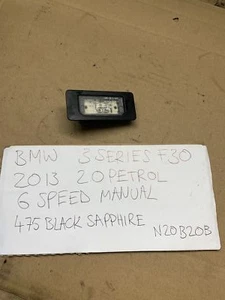 BMW 3 SERIES F30
2013 2.0 PETROL
6 SPEED MANUAL
475 BLACK SAPPHIRE
N20B20B